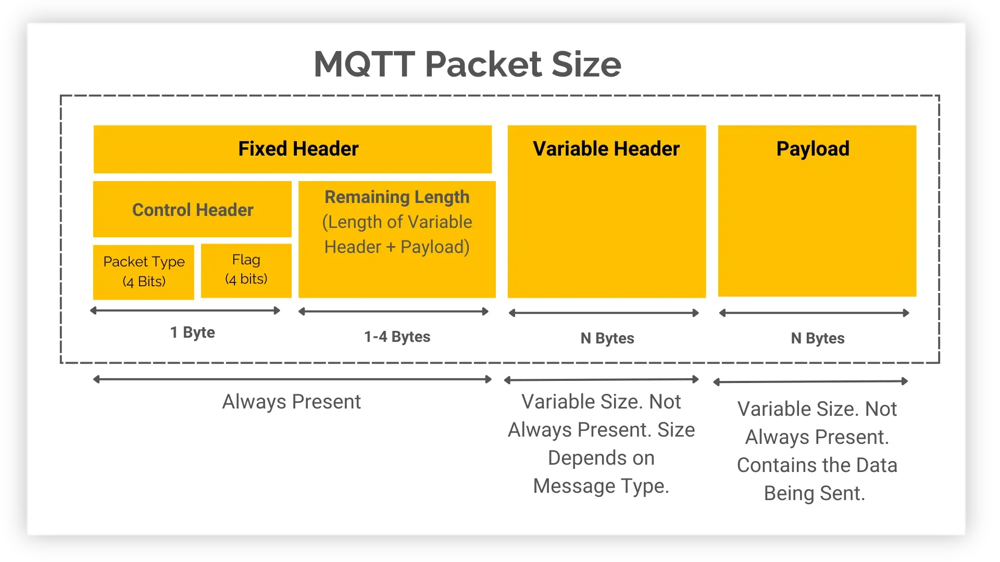 MQTT Packet Size
Fixed Header
Variable Header
Payload
Control Header
Remaining Length
(Length of Variable
Header + Payload)
Packet Type
(4 Bits)
Flag
(4 bits)
1 Byte
1-4 Bytes
N Bytes
N Bytes
Always Present
Variable Size. Not
Always Present. Size
Depends on
Message Type.
Variable Size. Not
Always Present.
Contains the Data
Being Sent.